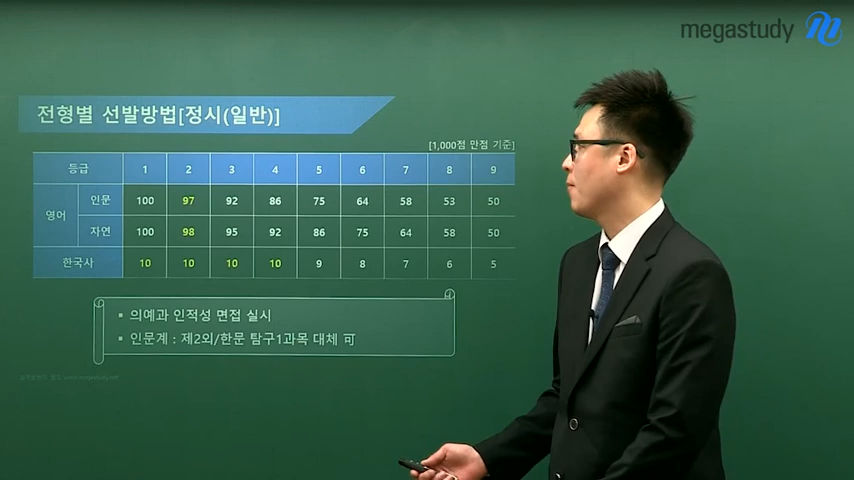 megastudy
전형별 선발방법[정시(일반)]
[1,000점 만점 기준]
등급 1 2 3 4 5 6 7 8 9
영어 인문 100 97 92 86 75 64 58 53 50
자연 100 98 95 92 86 75 64 58 50
한국사 10 10 10 10 9 8 7 6 5
▪ 의예과 인적성 면접 실시
▪ 인문계 : 제2외/한문 탐구1과목 대체 可